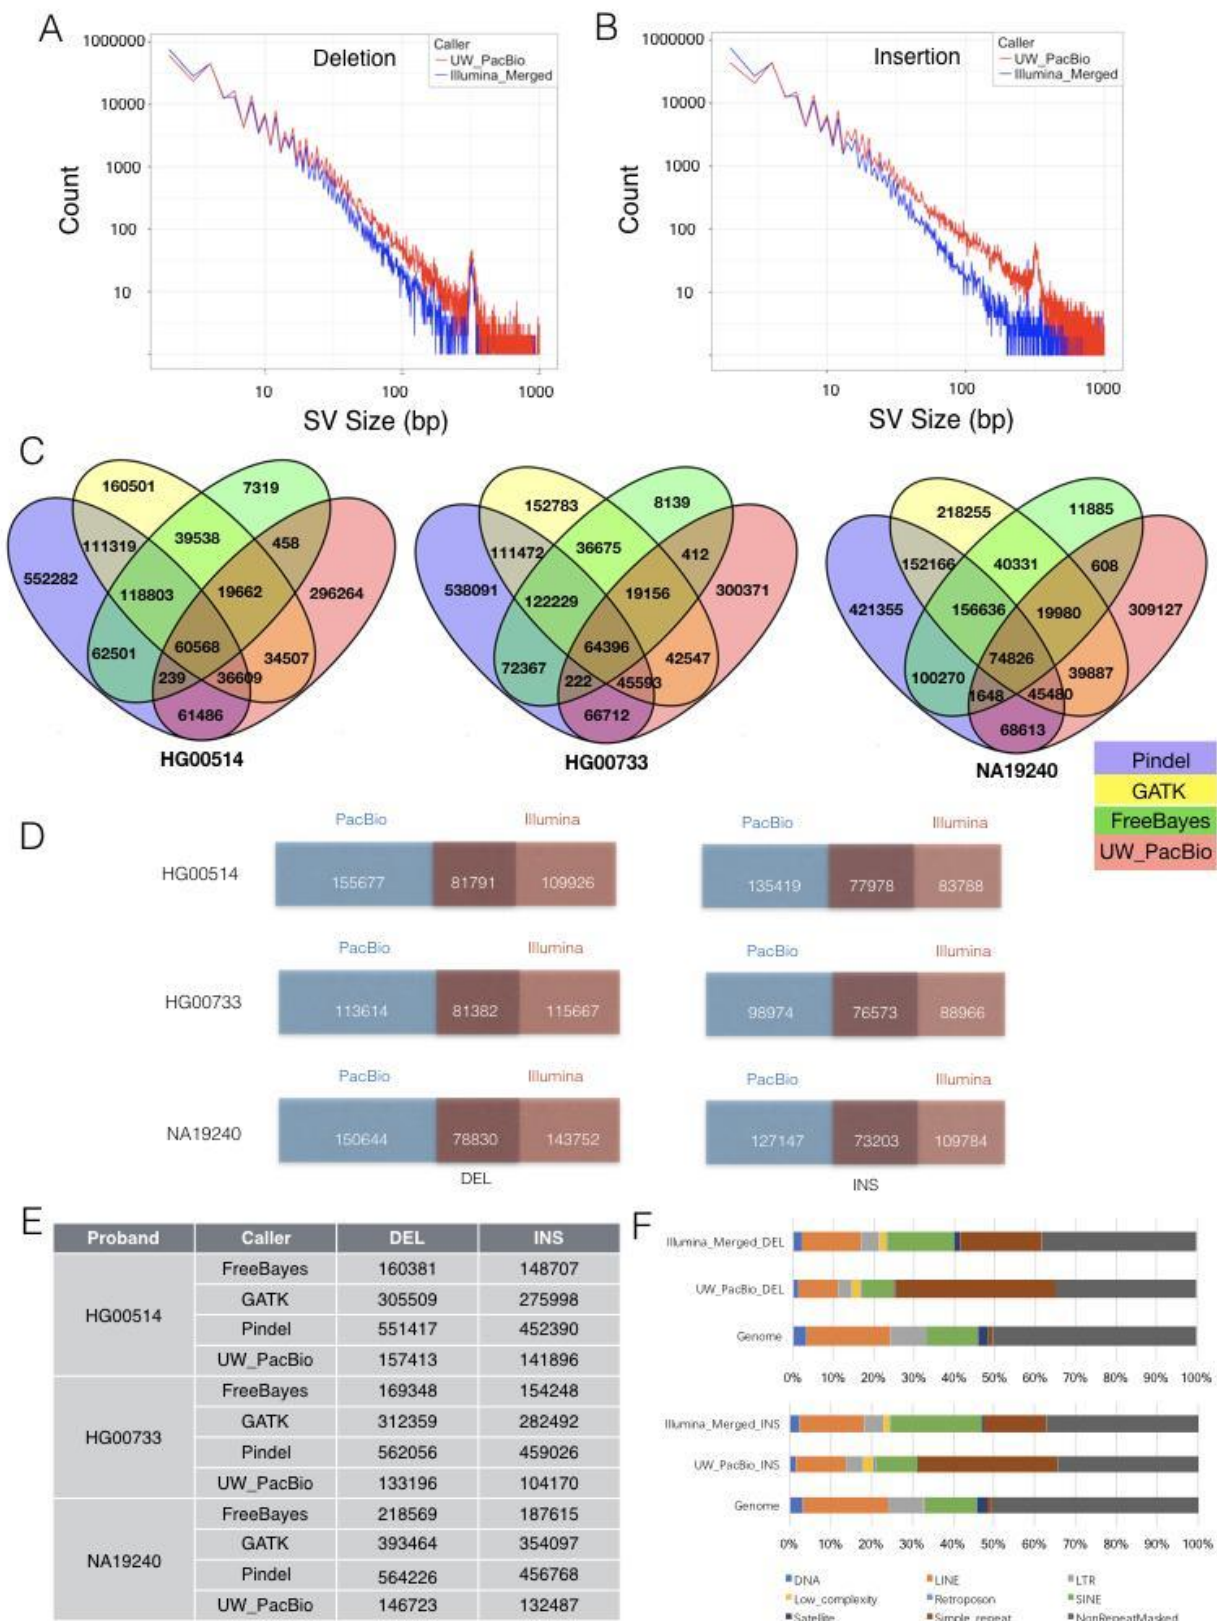 A
Deletion
Caller
UW_PacBio
Illumina_Merged
1000000
10000
1000
100
10
Count
10 100 1000
SV Size (bp)
B
Insertion
Caller
UW_PacBio
Illumina_Merged
1000000
10000
1000
100
10
Count
10 100 1000
SV Size (bp)
C
160501 7319
552282 111319 39538 458 296264
118803 19662
62501 60568 34507
239 36609
61486
HG00514
152783 8139
538091 111472 36675 412 300371
122229 19156
72367 64396 42547
222 45593
66712
HG00733
218255 11885
421355 152166 40331 608 309127
156636 19980
100270 74826 39887
1648 45480
68613
NA19240
Pindel
GATK
FreeBayes
UW_PacBio
D
PacBio Illumina PacBio Illumina
HG00514 155677 81791 109926 135419 77978 83788
PacBio Illumina PacBio Illumina
HG00733 113614 81382 115667 98974 76573 88966
PacBio Illumina PacBio Illumina
NA19240 150644 78830 143752 127147 73203 109784
DEL INS
E
Proband Caller DEL INS
HG00514
FreeBayes 160381 148707
GATK 305509 275998
Pindel 551417 452390
UW_PacBio 157413 141896
HG00733
FreeBayes 169348 154248
GATK 312359 282492
Pindel 562056 459026
UW_PacBio 133196 104170
NA19240
FreeBayes 218569 187615
GATK 393464 354097
Pindel 564226 456768
UW_PacBio 146723 132487
F
Illumina_Merged_DEL
UW_PacBio_DEL
Genome
0% 10% 20% 30% 40% 50% 60% 70% 80% 90% 100%
Illumina_Merged_INS
UW_PacBio_INS
Genome
0% 10% 20% 30% 40% 50% 60% 70% 80% 90% 100%
DNA LINE LTR
Low_complexity Retroposon SINE
Satellite Simple_repeat NonRepeatMasked